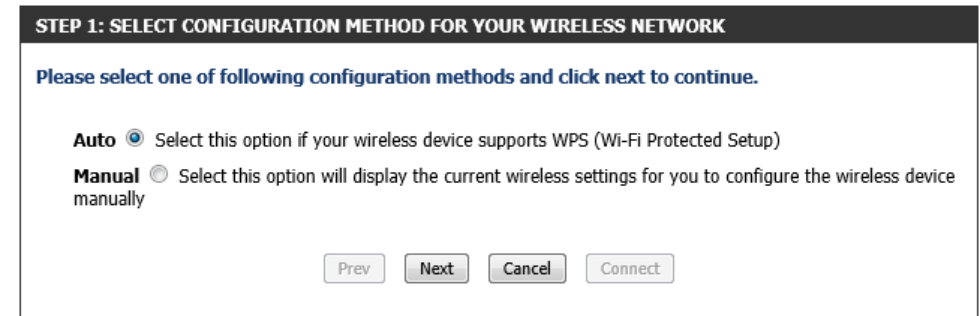 STEP 1: SELECT CONFIGURATION METHOD FOR YOUR WIRELESS NETWORK
Please select one of following configuration methods and click next to continue.
Auto Select this option if your wireless device supports WPS (Wi-Fi Protected Setup)
Manual Select this option will display the current wireless settings for you to configure the wireless device
manually
Prev Next Cancel Connect